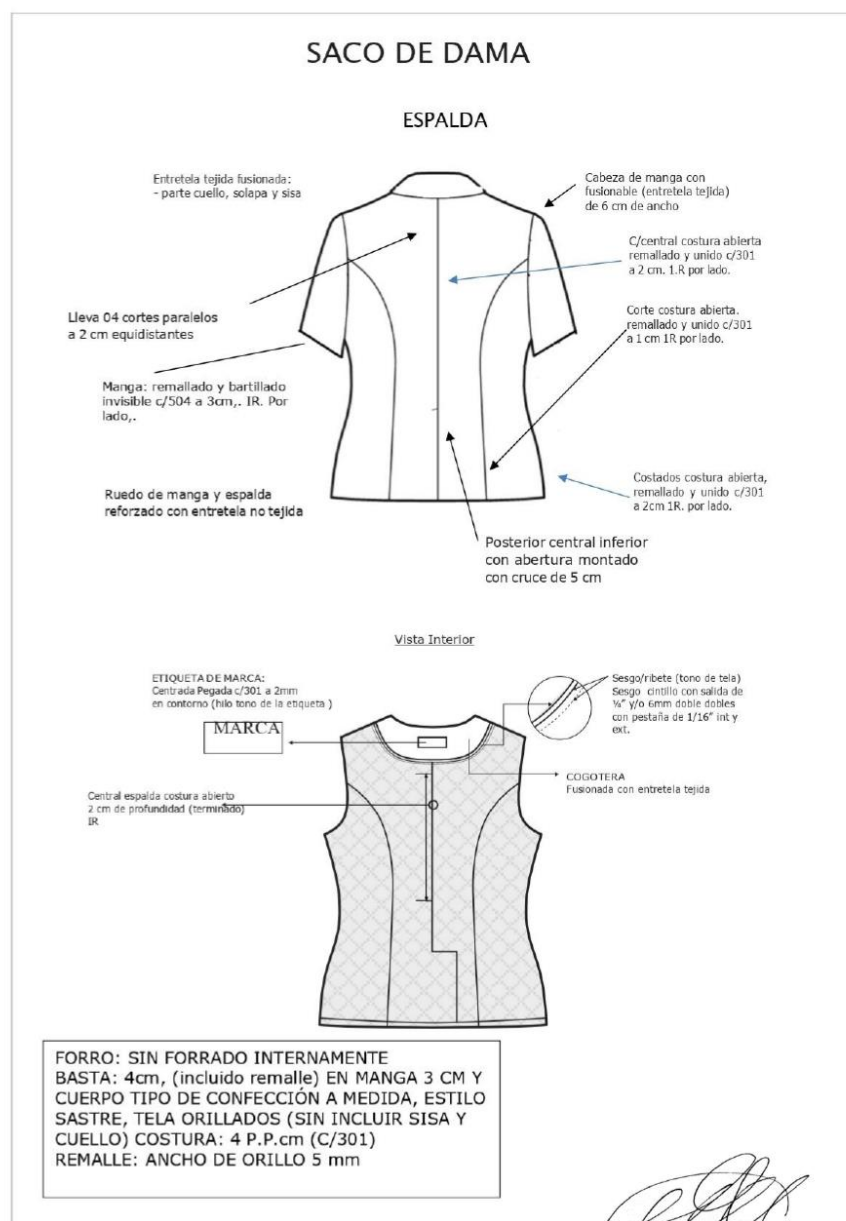 SACO DE DAMA
ESPALDA
Entretela tejida fusionada:
- parte cuello, solapa y sisa
Cabeza de manga con
fusionable (entretela tejida)
de 6 cm de ancho
C/central costura abierta
remallado y unido c/301
a 2 cm. 1.R por lado.
Lleva 04 cortes paralelos
a 2 cm equidistantes
Corte costura abierta.
remallado y unido c/301
a 1 cm 1R por lado.
Manga: remallado y bartillado
invisible c/504 a 3cm,. IR. Por
lado,.
Costados costura abierta,
remallado y unido c/301
a 2cm 1R. por lado.
Ruedo de manga y espalda
reforzado con entretela no tejida
Posterior central inferior
con abertura montado
con cruce de 5 cm
Vista Interior
ETIQUETA DE MARCA:
Centrada Pegada c/301 a 2mm
en contorno (hilo tono de la etiqueta )
MARCA
Sesgo/ribete (tono de tela)
Sesgo cintillo con salida de
¼" y/o 6mm doble dobles
con pestaña de 1/16" int y
ext.
COGOTERA
Fusionada con entretela tejida
Central espalda costura abierto
2 cm de profundidad (terminado)
IR
FORRO: SIN FORRADO INTERNAMENTE
BASTA: 4cm, (incluido remalle) EN MANGA 3 CM Y
CUERPO TIPO DE CONFECCIÓN A MEDIDA, ESTILO
SASTRE, TELA ORILLADOS (SIN INCLUIR SISA Y
CUELLO) COSTURA: 4 P.P.cm (C/301)
REMALLE: ANCHO DE ORILLO 5 mm